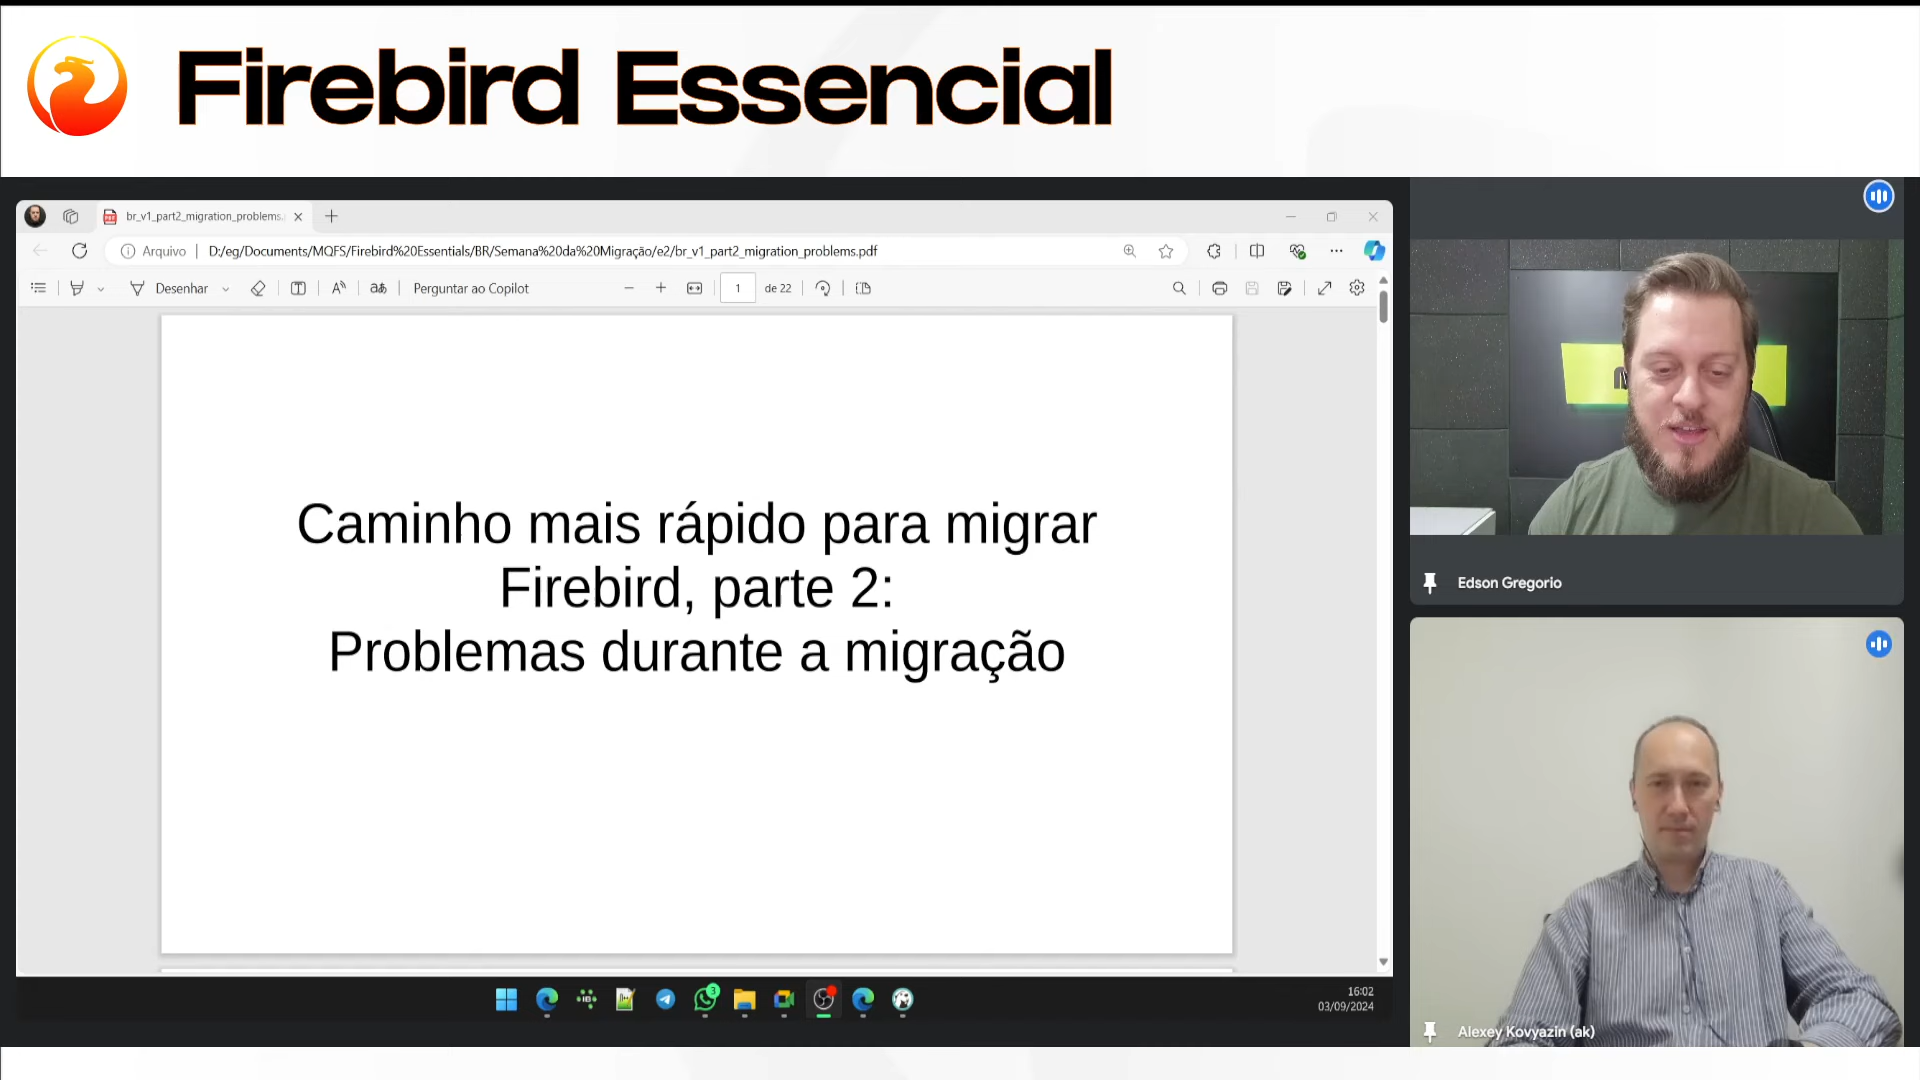 Firebird Essencial
br_v1_part2_migration_problems.
Arquivo
D:/eg/Documents/MQFS/Firebird%20Essentials/BR/Semana%20da%20Migração/e2/br_v1_part2_migration_problems.pdf
Desenhar
Perguntar ao Copilot
1
de 22
Caminho mais rápido para migrar
Firebird, parte 2:
Problemas durante a migração
Edson Gregorio
Alexey Kovyazin (ak)
3
16:02
03/09/2024